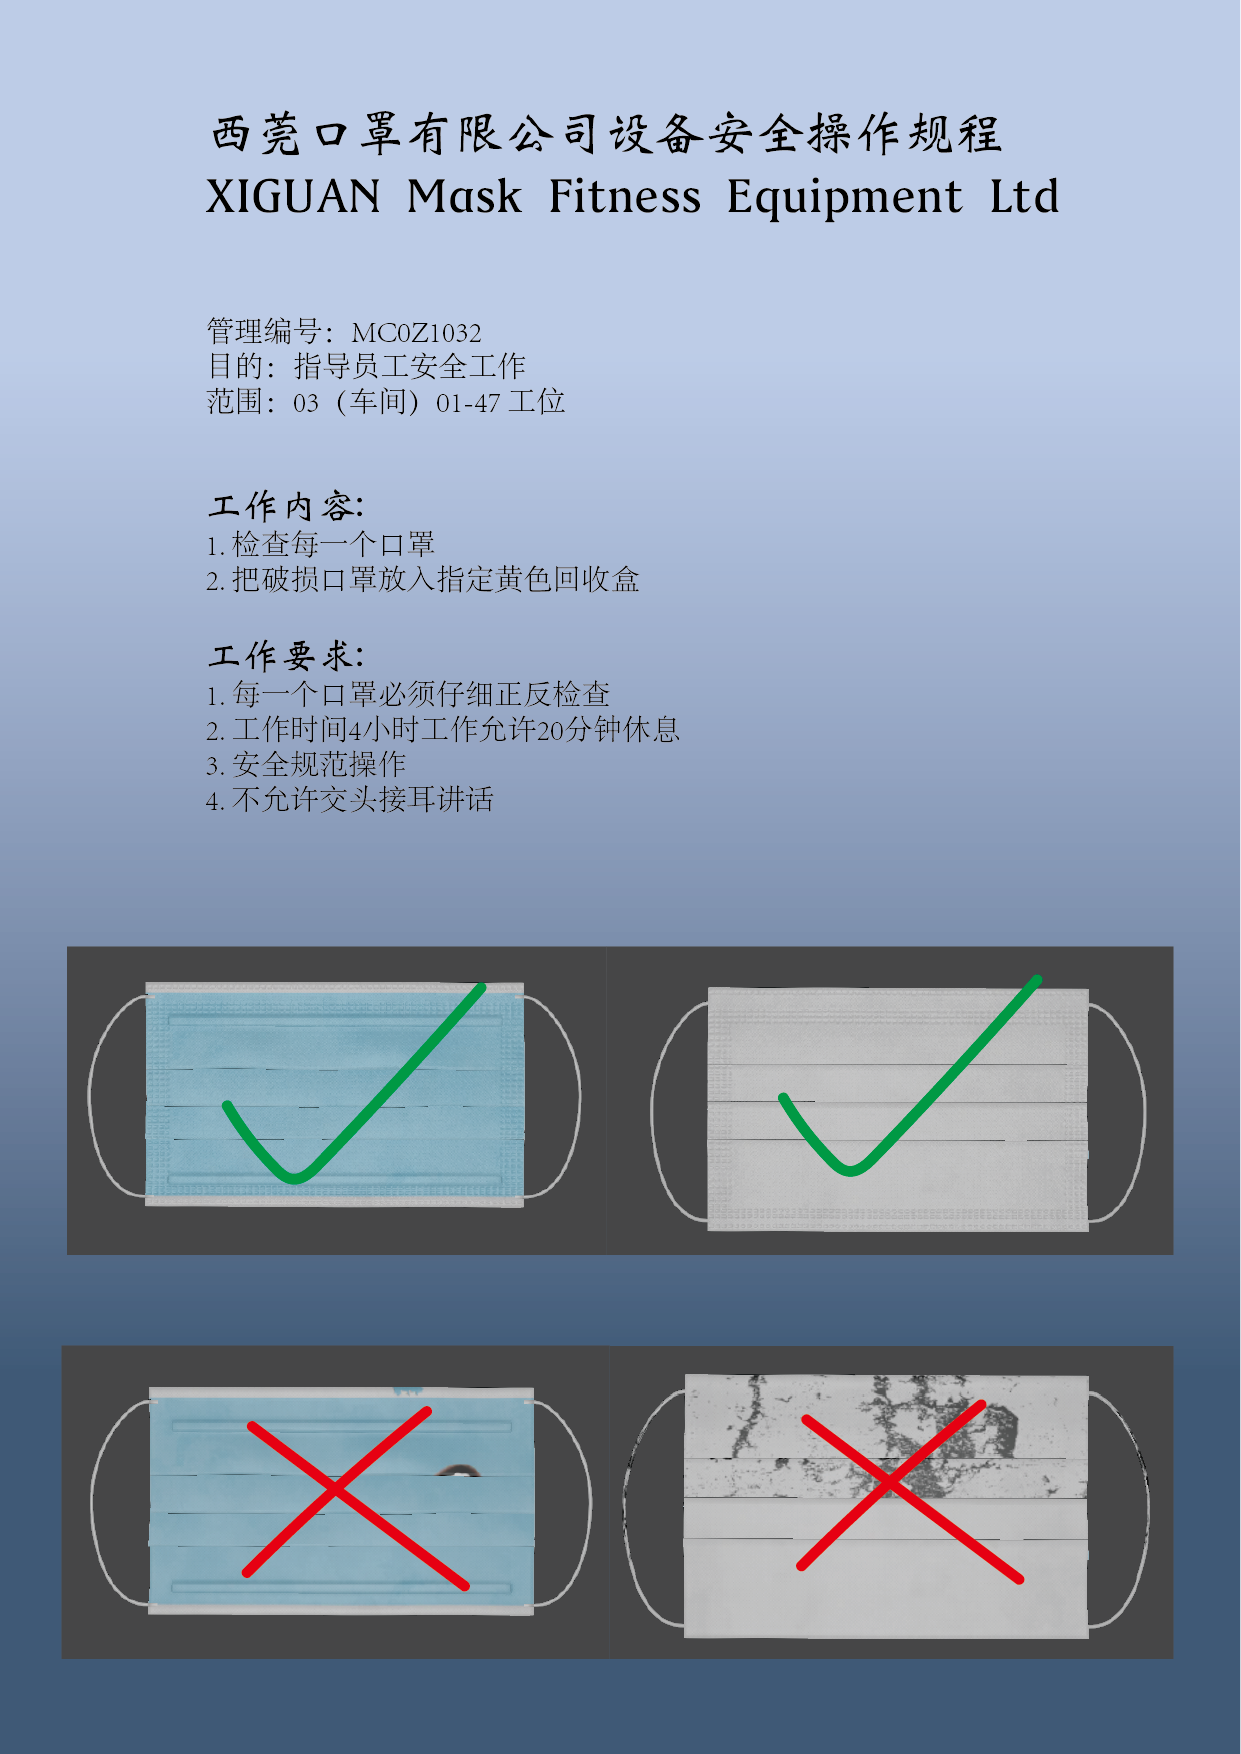 西莞口罩有限公司设备安全操作规程
XIGUAN Mask Fitness Equipment Ltd
管理编号：MC0Z1032
目的：指导员工安全工作
范围：03（车间）01-47 工位
工作内容:
1. 检查每一个口罩
2. 把破损口罩放入指定黄色回收盒
工作要求:
1. 每一个口罩必须仔细正反检查
2. 工作时间4小时工作允许20分钟休息
3. 安全规范操作
4. 不允许交头接耳讲话